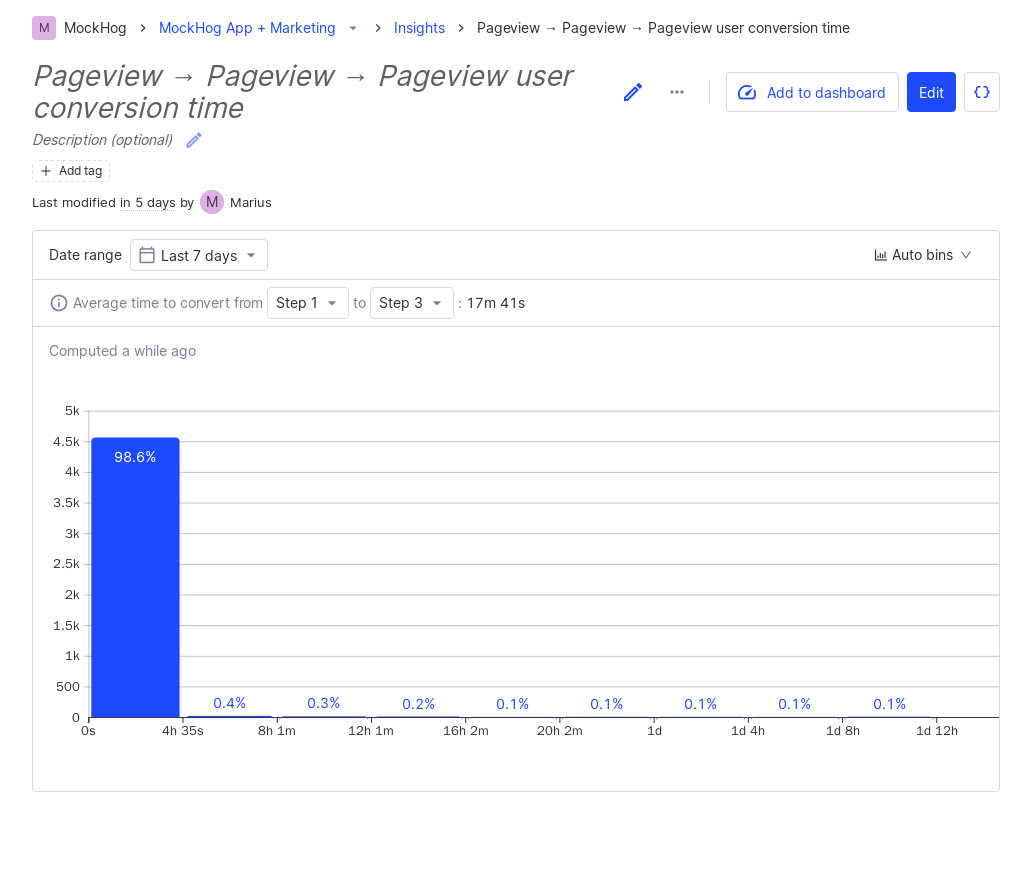 M MockHog > MockHog App + Marketing > Insights > Pageview → Pageview → Pageview user conversion time
Pageview → Pageview → Pageview user
conversion time
Add to dashboard
Edit
{}
Description (optional)
+ Add tag
Last modified in 5 days by M Marius
Date range Last 7 days Auto bins
Average time to convert from Step 1 to Step 3 : 17m 41s
Computed a while ago
5k
4.5k
98.6%
4k
3.5k
3k
2.5k
2k
1.5k
1k
500
0.4% 0.3% 0.2% 0.1% 0.1% 0.1% 0.1% 0.1%
0
0s 4h 35s 8h 1m 12h 1m 16h 2m 20h 2m 1d 1d 4h 1d 8h 1d 12h